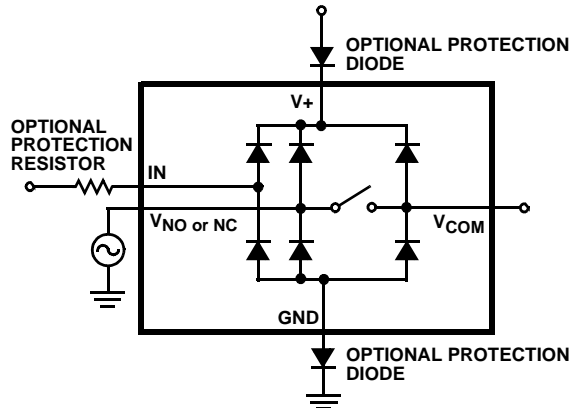 OPTIONAL PROTECTION
DIODE
V+
OPTIONAL
PROTECTION
RESISTOR
IN
VNO or NC
VCOM
GND
OPTIONAL PROTECTION
DIODE